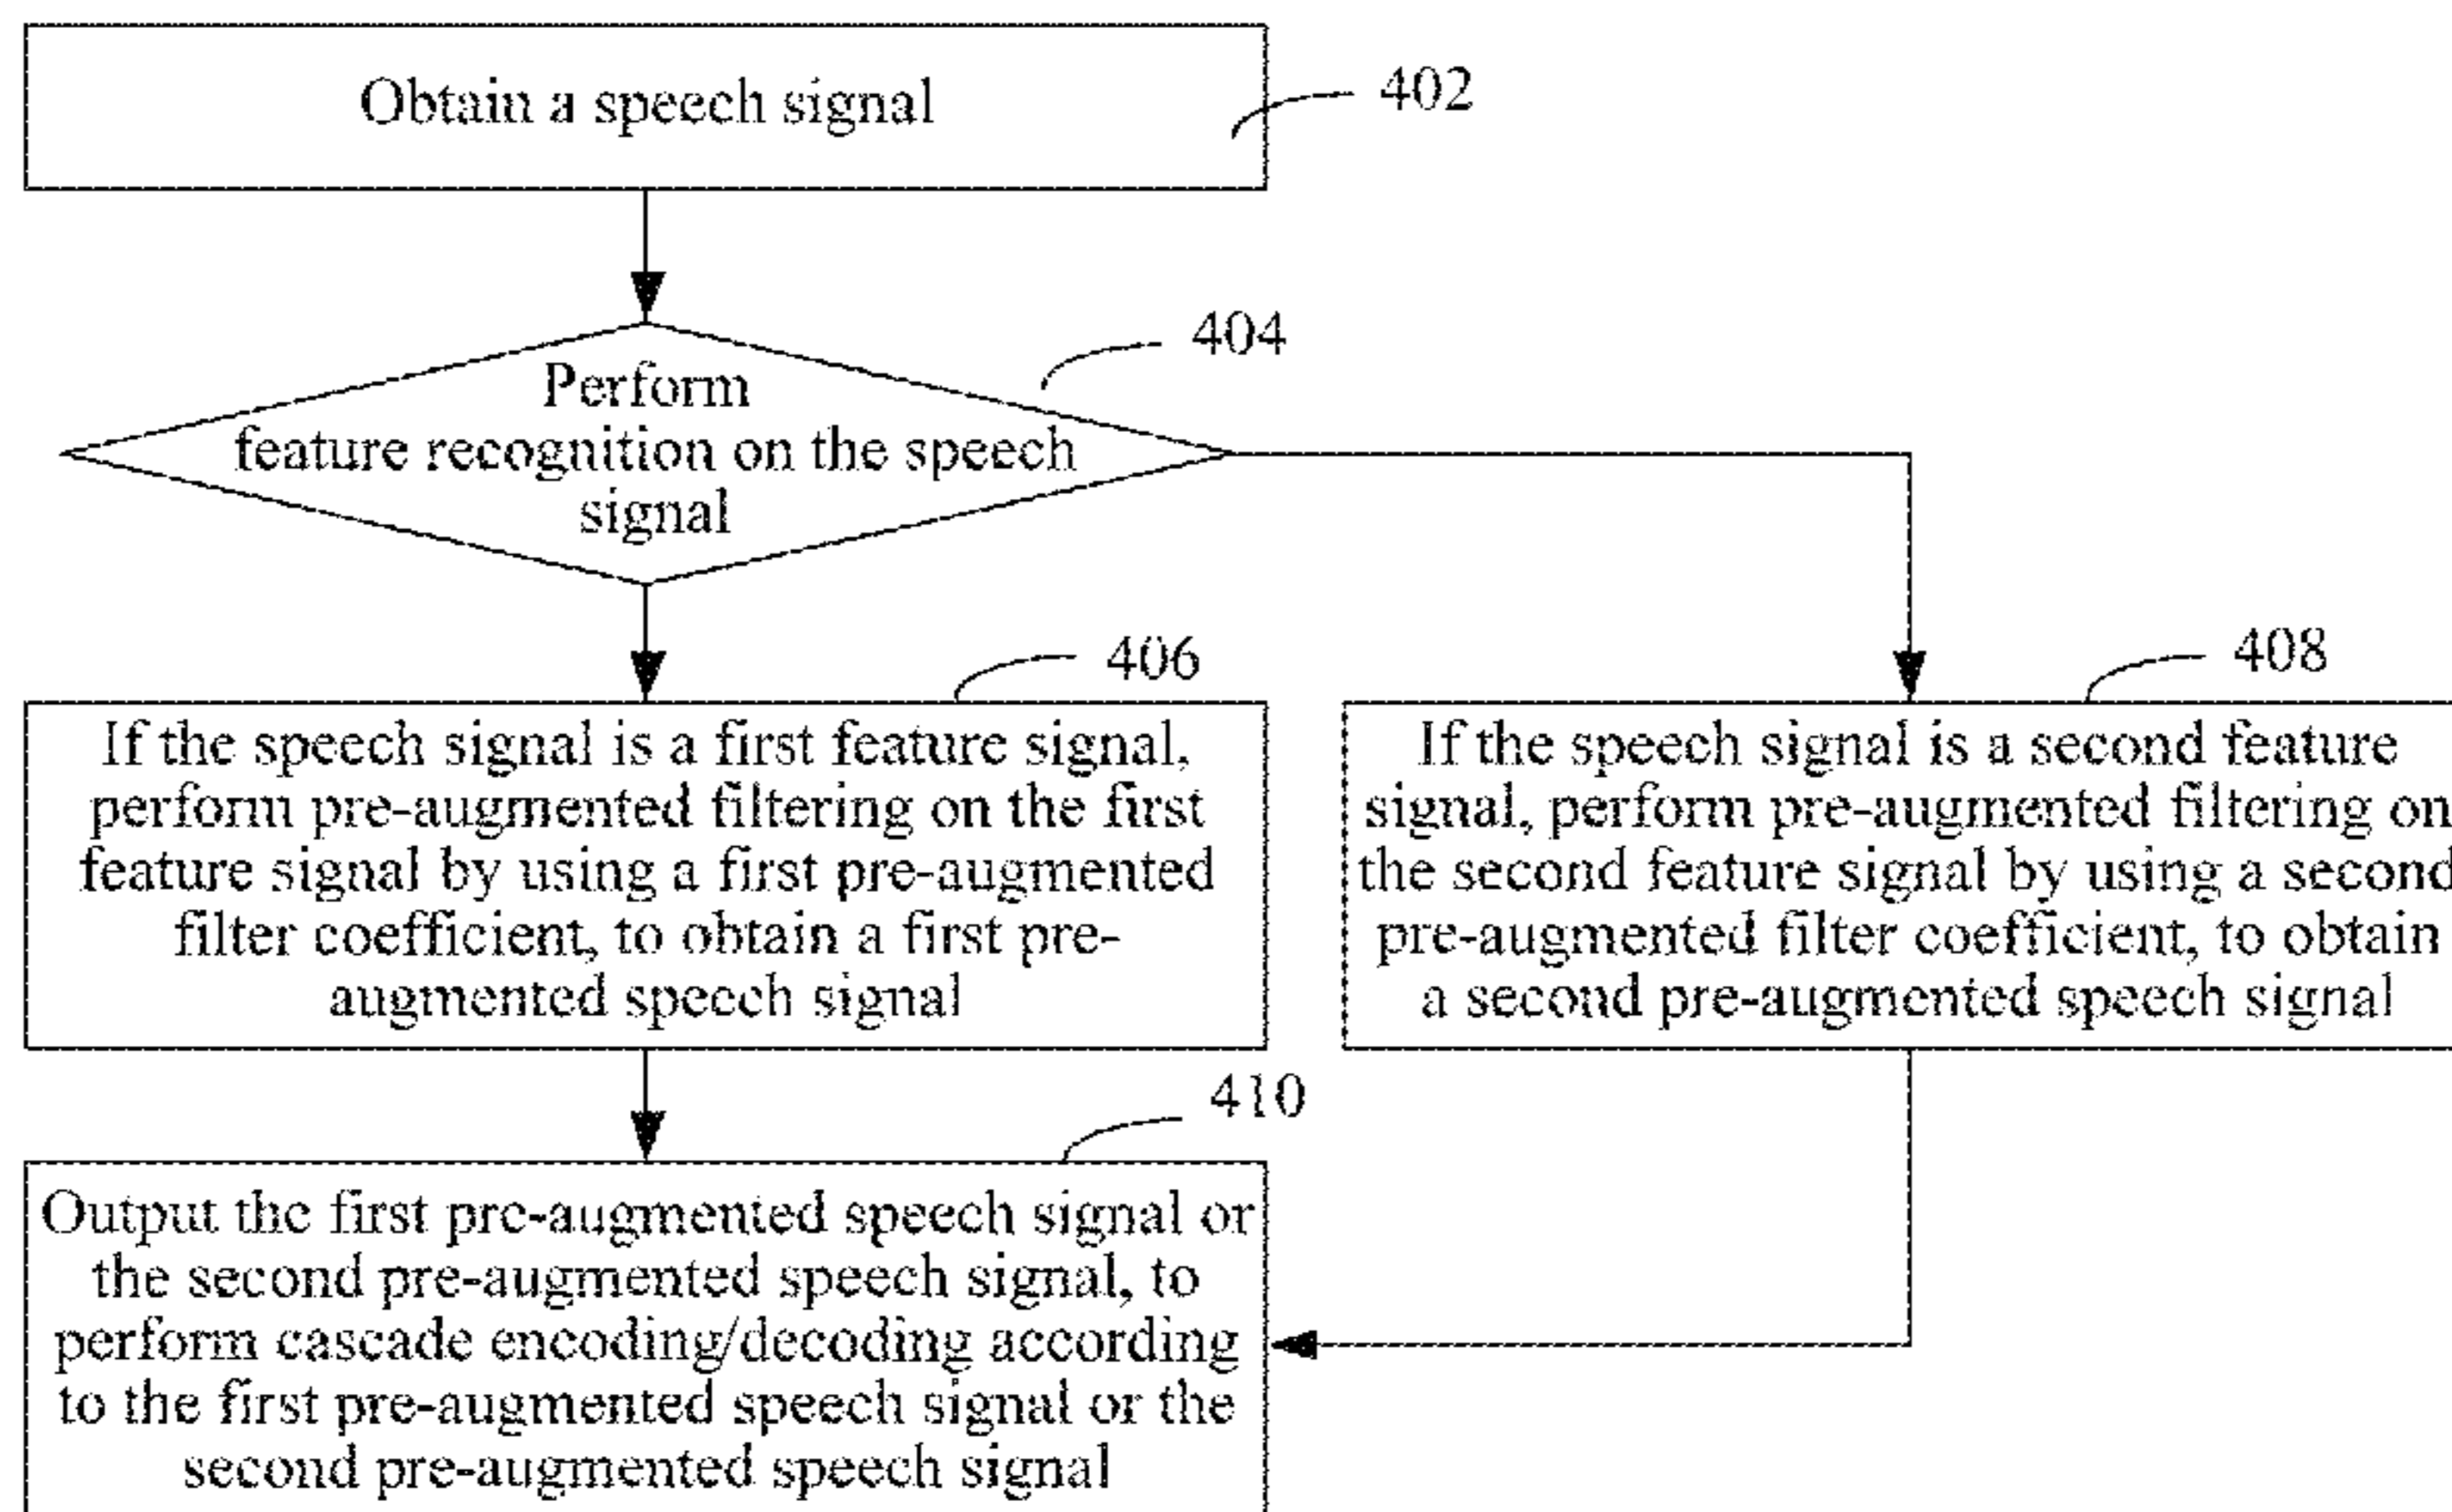 Obtain a speech signal
402
404
Perform
feature recognition on the speech
signal
406
If the speech signal is a first feature signal,
perform pre-augmented filtering on the first
feature signal by using a first pre-augmented
filter coefficient, to obtain a first pre-
augmented speech signal
408
If the speech signal is a second feature
signal, perform pre-augmented filtering on
the second feature signal by using a second
pre-augmented filter coefficient, to obtain
a second pre-augmented speech signal
410
Output the first pre-augmented speech signal or
the second pre-augmented speech signal, to
perform cascade encoding/decoding according
to the first pre-augmented speech signal or the
second pre-augmented speech signal